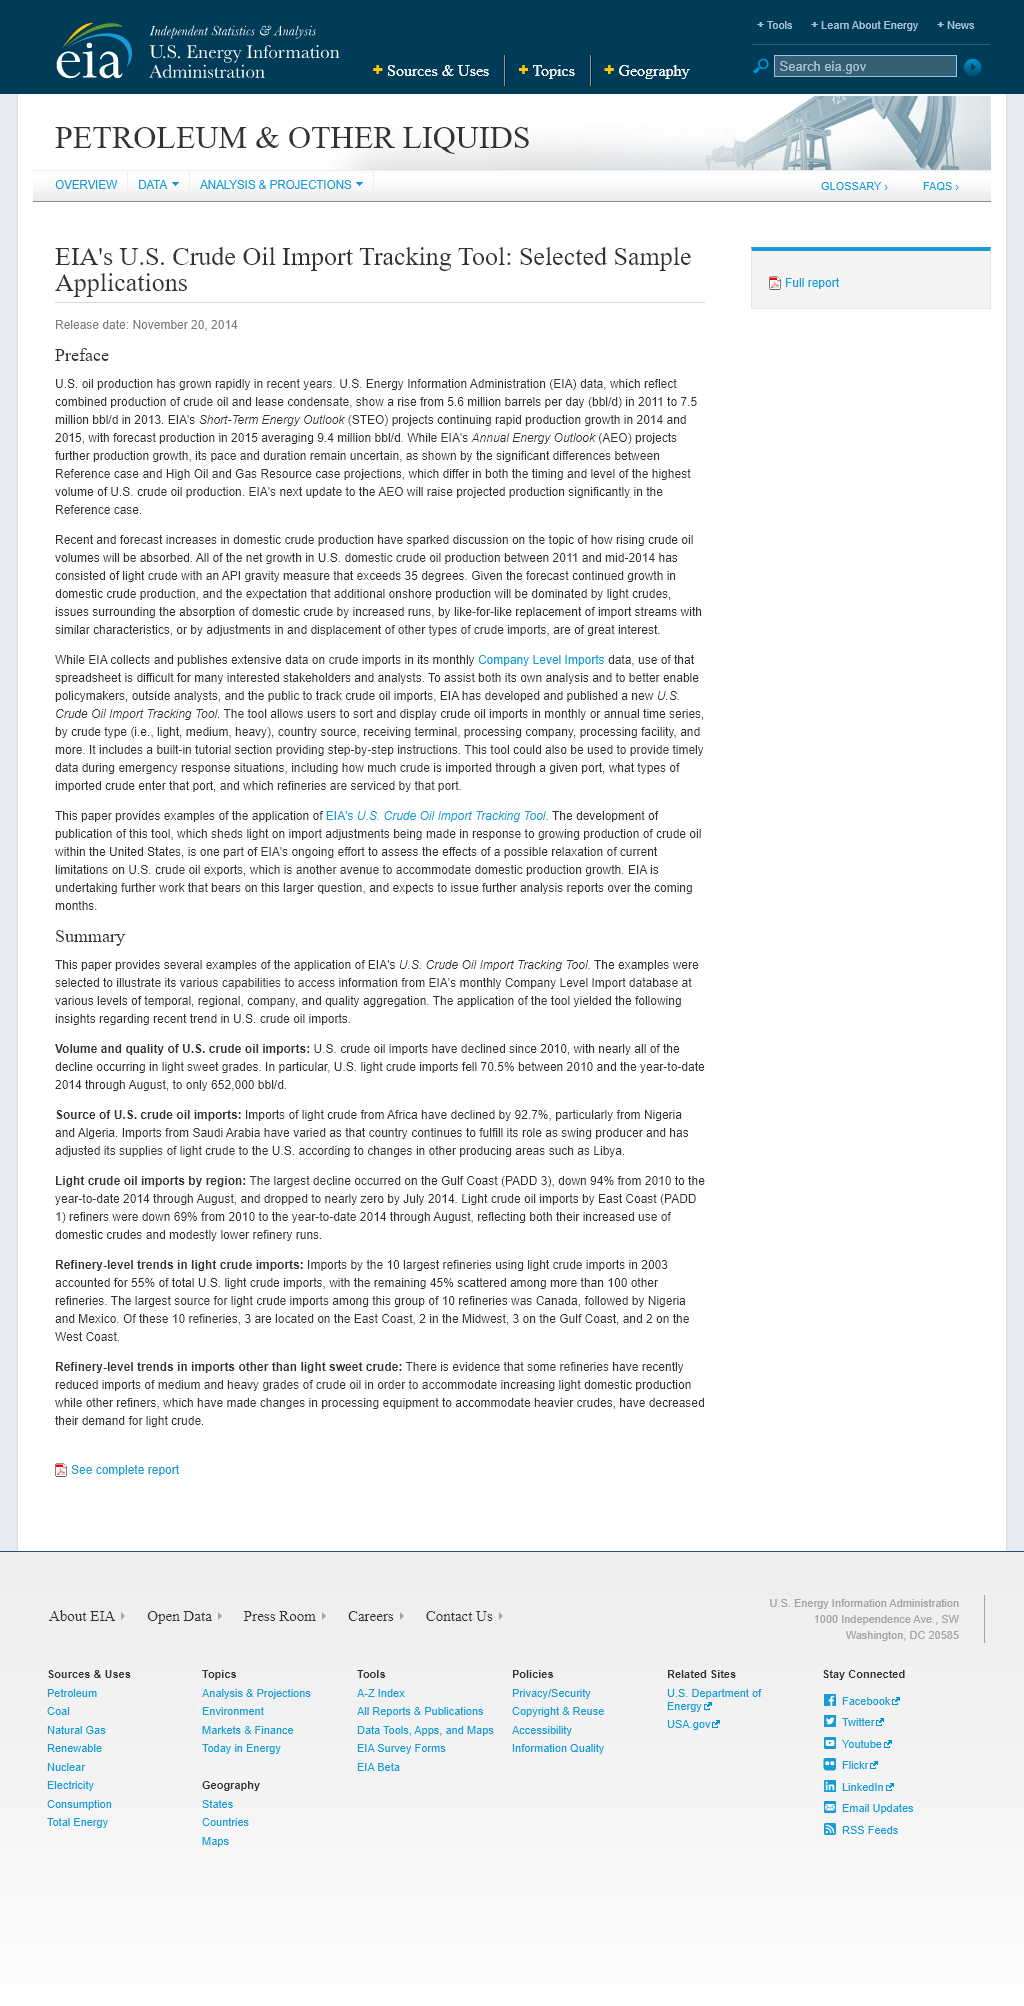 Independent Statistics & Analysis
eia
U.S. Energy Information
Administration
Sources & Uses
Topics
Geography
Tools
Learn About Energy
News
Search eia.gov
PETROLEUM & OTHER LIQUIDS
OVERVIEW
DATA
ANALYSIS & PROJECTIONS
GLOSSARY ›
FAQS ›
EIA's U.S. Crude Oil Import Tracking Tool: Selected Sample
Applications
Full report
Release date: November 20, 2014
Preface
U.S. oil production has grown rapidly in recent years. U.S. Energy Information Administration (EIA) data, which reflect
combined production of crude oil and lease condensate, show a rise from 5.6 million barrels per day (bbl/d) in 2011 to 7.5
million bbl/d in 2013. EIA's Short-Term Energy Outlook (STEO) projects continuing rapid production growth in 2014 and
2015, with forecast production in 2015 averaging 9.4 million bbl/d. While EIA's Annual Energy Outlook (AEO) projects
further production growth, its pace and duration remain uncertain, as shown by the significant differences between
Reference case and High Oil and Gas Resource case projections, which differ in both the timing and level of the highest
volume of U.S. crude oil production. EIA's next update to the AEO will raise projected production significantly in the
Reference case.
Recent and forecast increases in domestic crude production have sparked discussion on the topic of how rising crude oil
volumes will be absorbed. All of the net growth in U.S. domestic crude oil production between 2011 and mid-2014 has
consisted of light crude with an API gravity measure that exceeds 35 degrees. Given the forecast continued growth in
domestic crude production, and the expectation that additional onshore production will be dominated by light crudes,
issues surrounding the absorption of domestic crude by increased runs, by like-for-like replacement of import streams with
similar characteristics, or by adjustments in and displacement of other types of crude imports, are of great interest.
While EIA collects and publishes extensive data on crude imports in its monthly Company Level Imports data, use of that
spreadsheet is difficult for many interested stakeholders and analysts. To assist both its own analysis and to better enable
policymakers, outside analysts, and the public to track crude oil imports, EIA has developed and published a new U.S.
Crude Oil Import Tracking Tool. The tool allows users to sort and display crude oil imports in monthly or annual time series,
by crude type (i.e., light, medium, heavy), country source, receiving terminal, processing company, processing facility, and
more. It includes a built-in tutorial section providing step-by-step instructions. This tool could also be used to provide timely
data during emergency response situations, including how much crude is imported through a given port, what types of
imported crude enter that port, and which refineries are serviced by that port.
This paper provides examples of the application of EIA's U.S. Crude Oil Import Tracking Tool. The development of
publication of this tool, which sheds light on import adjustments being made in response to growing production of crude oil
within the United States, is one part of EIA's ongoing effort to assess the effects of a possible relaxation of current
limitations on U.S. crude oil exports, which is another avenue to accommodate domestic production growth. EIA is
undertaking further work that bears on this larger question, and expects to issue further analysis reports over the coming
months.
Summary
This paper provides several examples of the application of EIA's U.S. Crude Oil Import Tracking Tool. The examples were
selected to illustrate its various capabilities to access information from EIA's monthly Company Level Import database at
various levels of temporal, regional, company, and quality aggregation. The application of the tool yielded the following
insights regarding recent trend in U.S. crude oil imports.
Volume and quality of U.S. crude oil imports: U.S. crude oil imports have declined since 2010, with nearly all of the
decline occurring in light sweet grades. In particular, U.S. light crude imports fell 70.5% between 2010 and the year-to-date
2014 through August, to only 652,000 bbl/d.
Source of U.S. crude oil imports: Imports of light crude from Africa have declined by 92.7%, particularly from Nigeria
and Algeria. Imports from Saudi Arabia have varied as that country continues to fulfill its role as swing producer and has
adjusted its supplies of light crude to the U.S. according to changes in other producing areas such as Libya.
Light crude oil imports by region: The largest decline occurred on the Gulf Coast (PADD 3), down 94% from 2010 to the
year-to-date 2014 through August, and dropped to nearly zero by July 2014. Light crude oil imports by East Coast (PADD
1) refiners were down 69% from 2010 to the year-to-date 2014 through August, reflecting both their increased use of
domestic crudes and modestly lower refinery runs.
Refinery-level trends in light crude imports: Imports by the 10 largest refineries using light crude imports in 2003
accounted for 55% of total U.S. light crude imports, with the remaining 45% scattered among more than 100 other
refineries. The largest source for light crude imports among this group of 10 refineries was Canada, followed by Nigeria
and Mexico. Of these 10 refineries, 3 are located on the East Coast, 2 in the Midwest, 3 on the Gulf Coast, and 2 on the
West Coast.
Refinery-level trends in imports other than light sweet crude: There is evidence that some refineries have recently
reduced imports of medium and heavy grades of crude oil in order to accommodate increasing light domestic production
while other refiners, which have made changes in processing equipment to accommodate heavier crudes, have decreased
their demand for light crude.
See complete report
About EIA
Open Data
Press Room
Careers
Contact Us
U.S. Energy Information Administration
1000 Independence Ave., SW
Washington, DC 20585
Sources & Uses
Petroleum
Coal
Natural Gas
Renewable
Nuclear
Electricity
Consumption
Total Energy
Topics
Analysis & Projections
Environment
Markets & Finance
Today in Energy
Geography
States
Countries
Maps
Tools
A-Z Index
All Reports & Publications
Data Tools, Apps, and Maps
EIA Survey Forms
EIA Beta
Policies
Privacy/Security
Copyright & Reuse
Accessibility
Information Quality
Related Sites
U.S. Department of
Energy
USA.gov
Stay Connected
Facebook
Twitter
Youtube
Flickr
LinkedIn
Email Updates
RSS Feeds